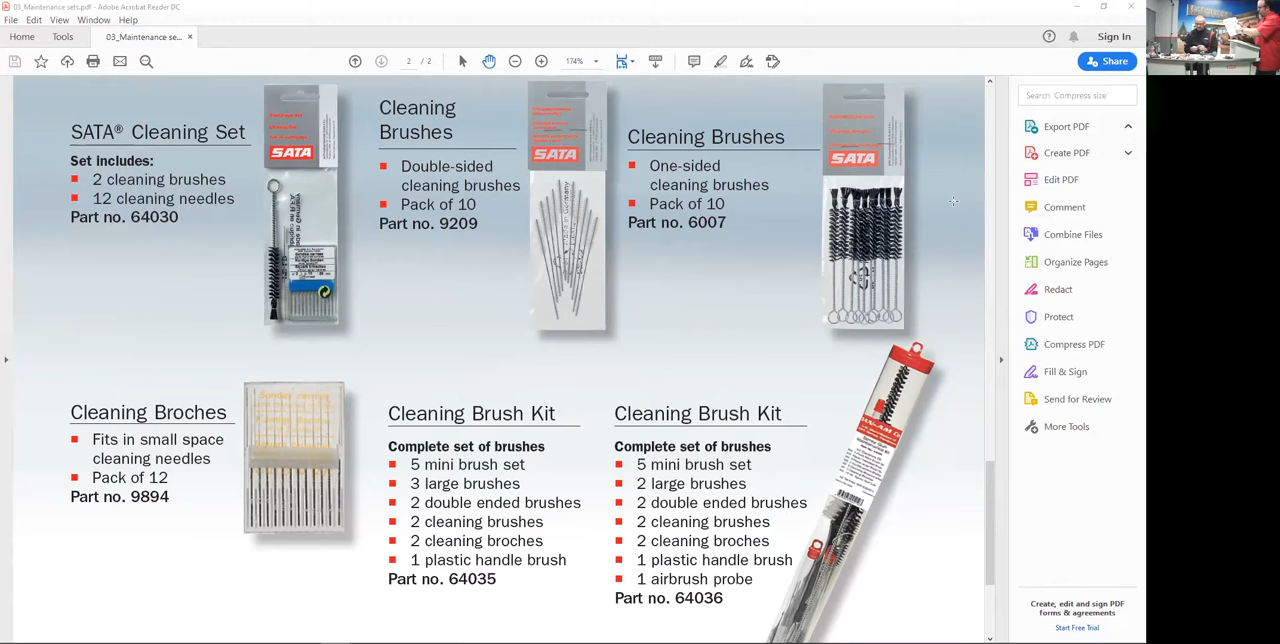 03_Maintenance sets.pdf - Adobe Acrobat Reader DC
File Edit View Window Help
Home Tools 03_Maintenance se... × Sign In
2 / 2 174% Share
SATA® Cleaning Set
Set includes:
2 cleaning brushes
12 cleaning needles
Part no. 64030
SATA
Cleaning
Brushes
Double-sided
cleaning brushes
Pack of 10
Part no. 9209
SATA
Cleaning Brushes
One-sided
cleaning brushes
Pack of 10
Part no. 6007
SATA
Cleaning Broches
Fits in small space
cleaning needles
Pack of 12
Part no. 9894
Cleaning Brush Kit
Complete set of brushes
5 mini brush set
3 large brushes
2 double ended brushes
2 cleaning brushes
2 cleaning broches
1 plastic handle brush
Part no. 64035
Cleaning Brush Kit
Complete set of brushes
5 mini brush set
2 large brushes
2 double ended brushes
2 cleaning brushes
2 cleaning broches
1 plastic handle brush
1 airbrush probe
Part no. 64036
Search 'Compress size'
Export PDF
Create PDF
Edit PDF
Comment
Combine Files
Organize Pages
Redact
Protect
Compress PDF
Fill & Sign
Send for Review
More Tools
Create, edit and sign PDF
forms & agreements
Start Free Trial